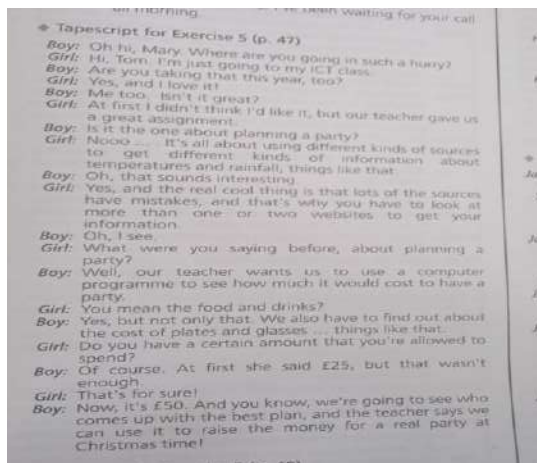 all morning. I've been waiting for your call
❖ Tapescript for Exercise 5 (p. 47)
Boy: Oh hi, Mary. Where are you going in such a hurry?
Girl: Hi, Tom. I'm just going to my ICT class.
Boy: Are you taking that this year, too?
Girl: Yes, and I love it!
Boy: Me too. Isn't it great?
Girl: At first I didn't think I'd like it, but our teacher gave us
a great assignment.
Boy: Is it the one about planning a party?
Girl: Nooo ... It's all about using different kinds of sources
to get different kinds of information about
temperatures and rainfall, things like that.
Boy: Oh, that sounds interesting.
Girl: Yes, and the real cool thing is that lots of the sources
have mistakes, and that's why you have to look at
more than one or two websites to get your
information.
Boy: Oh, I see.
Girl: What were you saying before, about planning a
party?
Boy: Well, our teacher wants us to use a computer
programme to see how much it would cost to have a
party.
Girl: You mean the food and drinks?
Boy: Yes, but not only that. We also have to find out about
the cost of plates and glasses ... things like that.
Girl: Do you have a certain amount that you're allowed to
spend?
Boy: Of course. At first she said £25, but that wasn't
enough.
Girl: That's for sure!
Boy: Now, it's £50. And you know, we're going to see who
comes up with the best plan, and the teacher says we
can use it to raise the money for a real party at
Christmas time!